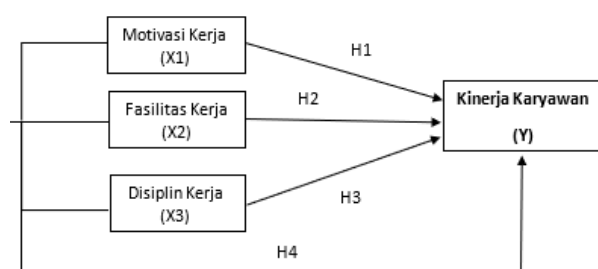 Motivasi Kerja
(X1)
H1
H2
Fasilitas Kerja
(X2)
Kinerja Karyawan
(Y)
Disiplin Kerja
(X3)
H3
H4